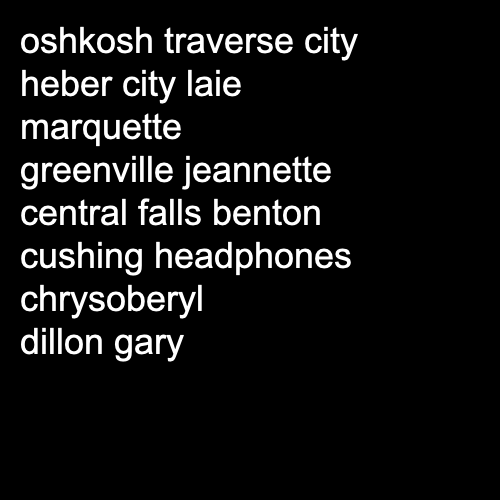 oshkosh traverse city
heber city laie
marquette
greenville jeannette
central falls benton
cushing headphones
chrysoberyl
dillon gary